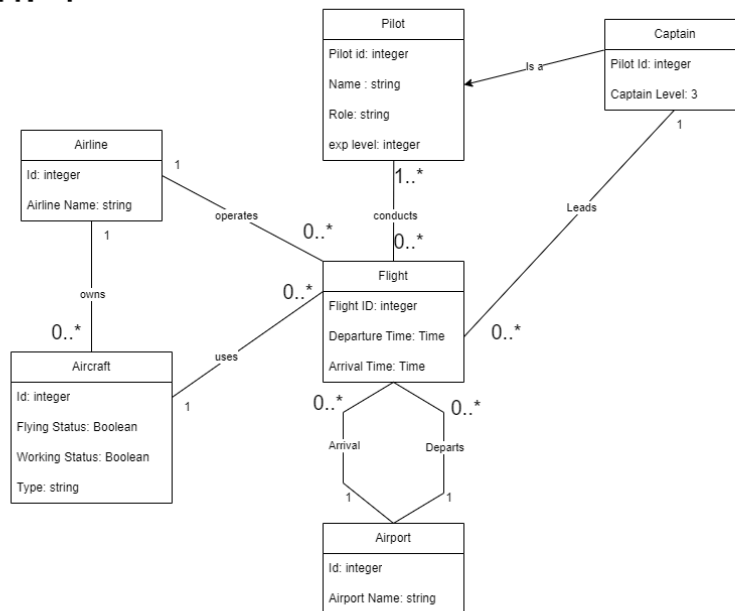 Pilot
Pilot id: integer
Name : string
Role: string
exp level: integer
Captain
Pilot Id: integer
Captain Level: 3
Is a
Airline
Id: integer
Airline Name: string
1
operates
0..*
1..*
conducts
0..*
1
Leads
0..*
1
owns
0..*
Flight
Flight ID: integer
Departure Time: Time
Arrival Time: Time
0..*
uses
1
Aircraft
Id: integer
Flying Status: Boolean
Working Status: Boolean
Type: string
0..*
0..*
Arrival
Departs
1
1
Airport
Id: integer
Airport Name: string